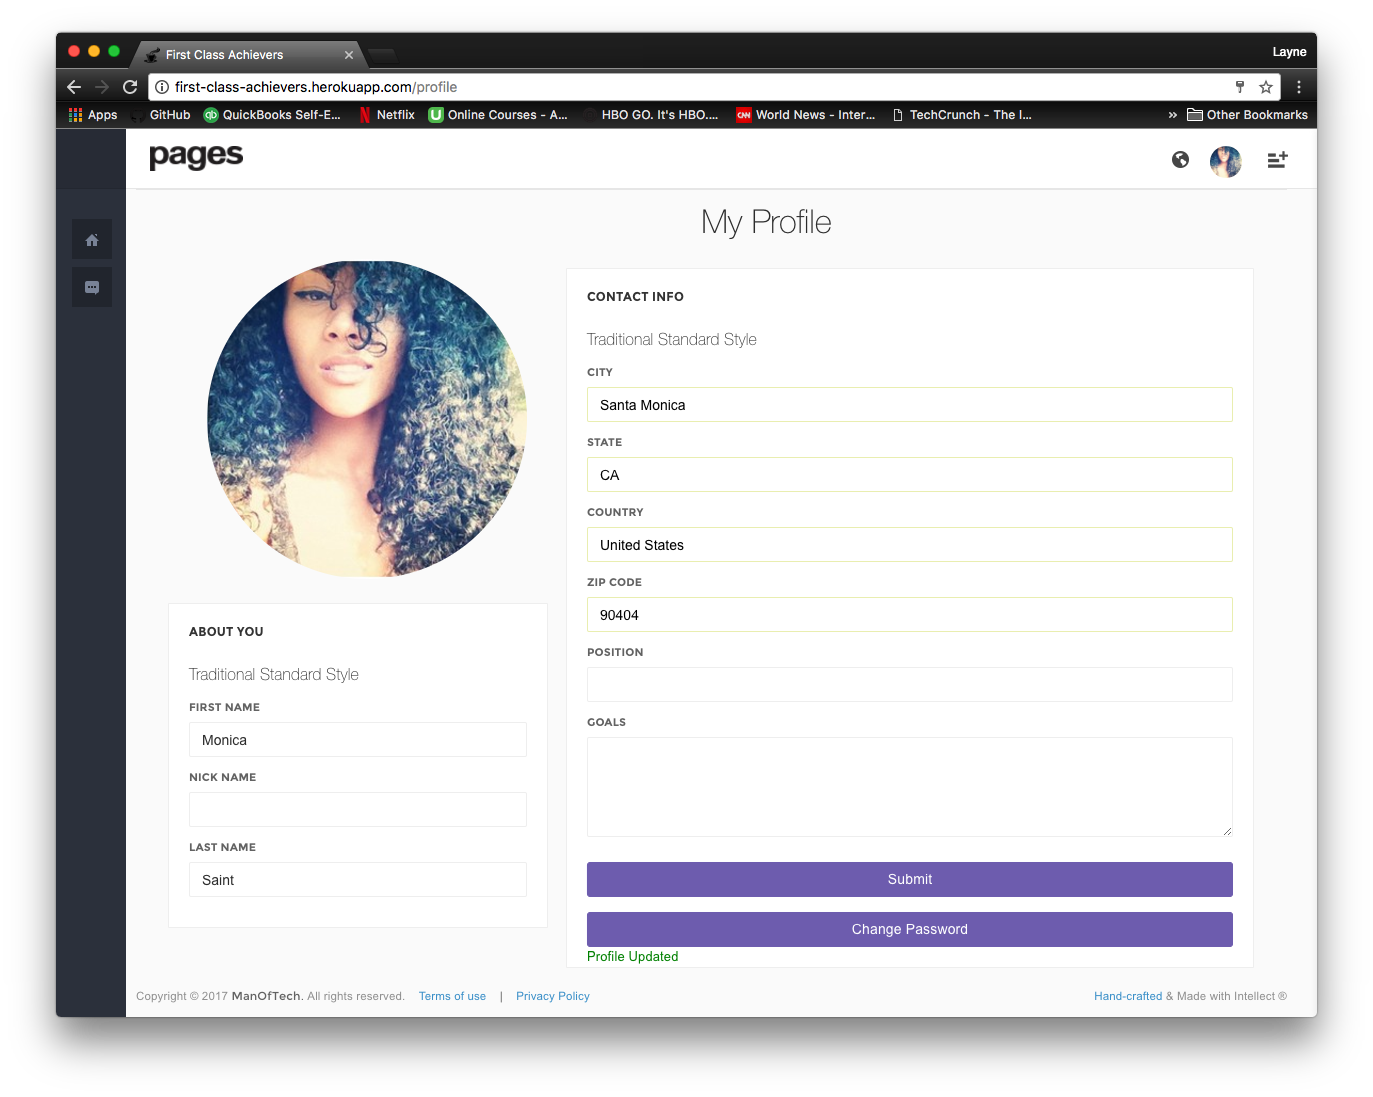 First Class Achievers
Layne
first-class-achievers.herokuapp.com/profile
Apps GitHub QuickBooks Self-E... Netflix Online Courses - A... HBO GO. It's HBO.... CNN World News - Inter... TechCrunch - The I... » Other Bookmarks
pages
My Profile
CONTACT INFO
Traditional Standard Style
CITY
Santa Monica
STATE
CA
COUNTRY
United States
ZIP CODE
90404
POSITION
GOALS
Submit
Change Password
Profile Updated
ABOUT YOU
Traditional Standard Style
FIRST NAME
Monica
NICK NAME
LAST NAME
Saint
Copyright © 2017 ManOfTech. All rights reserved. Terms of use | Privacy Policy
Hand-crafted & Made with Intellect ®